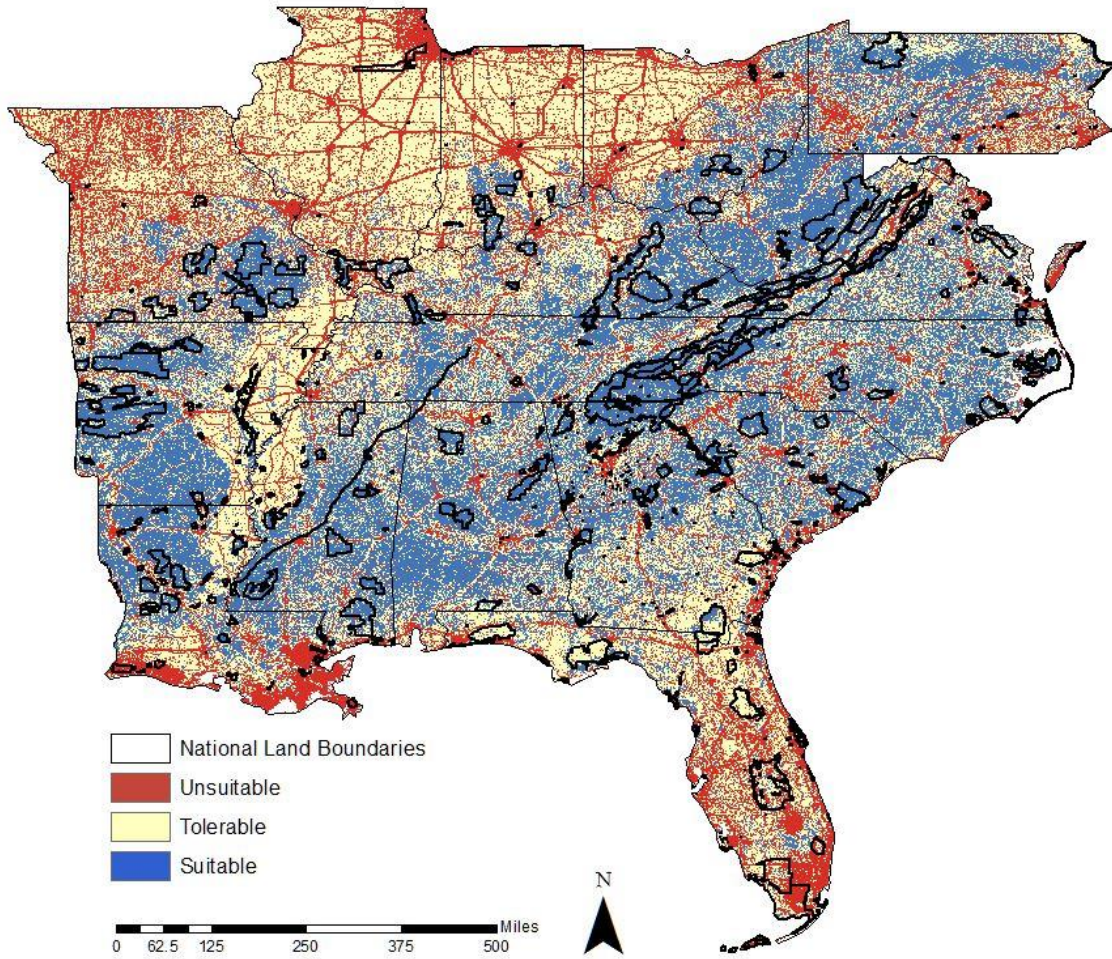 National Land Boundaries
Unsuitable
Tolerable
Suitable
N
Miles
0 62.5 125 250 375 500